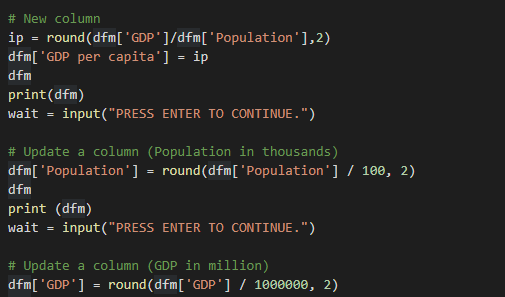 # New column
ip = round(dfm['GDP']/dfm['Population'],2)
dfm['GDP per capita'] = ip
dfm
print(dfm)
wait = input("PRESS ENTER TO CONTINUE.")
# Update a column (Population in thousands)
dfm['Population'] = round(dfm['Population'] / 100, 2)
dfm
print (dfm)
wait = input("PRESS ENTER TO CONTINUE.")
# Update a column (GDP in million)
dfm['GDP'] = round(dfm['GDP'] / 1000000, 2)